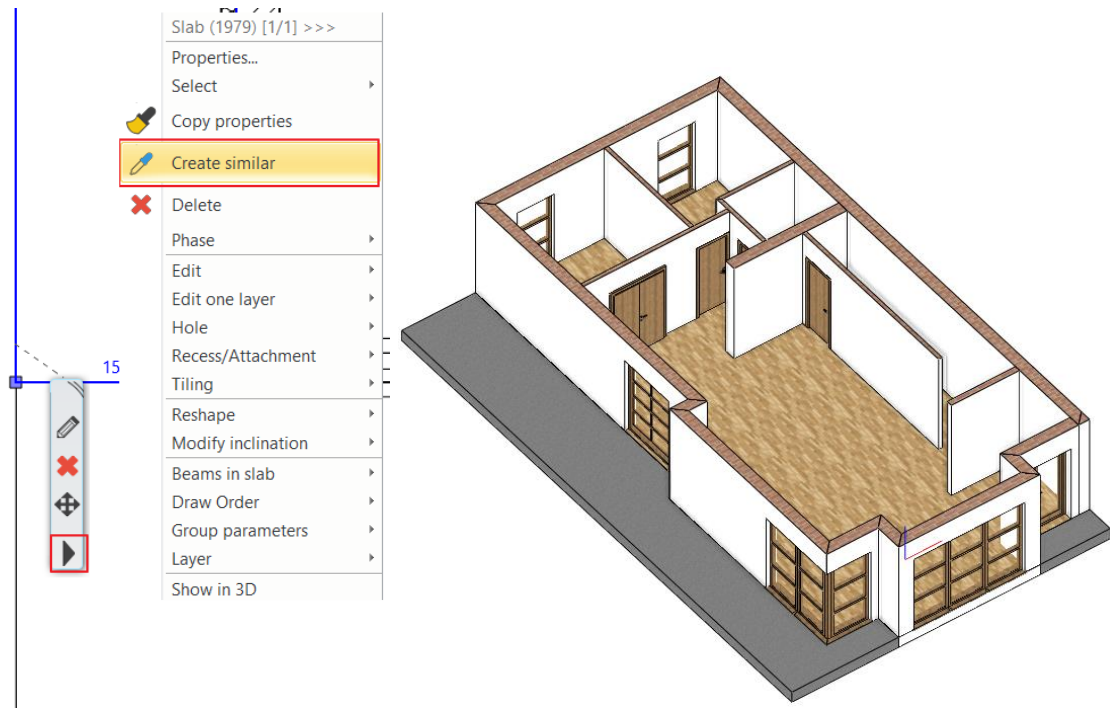 Slab (1979) [1/1] >>>
Properties...
Select
Copy properties
Create similar
Delete
Phase
Edit
Edit one layer
Hole
Recess/Attachment
Tiling
Reshape
Modify inclination
Beams in slab
Draw Order
Group parameters
Layer
Show in 3D
15